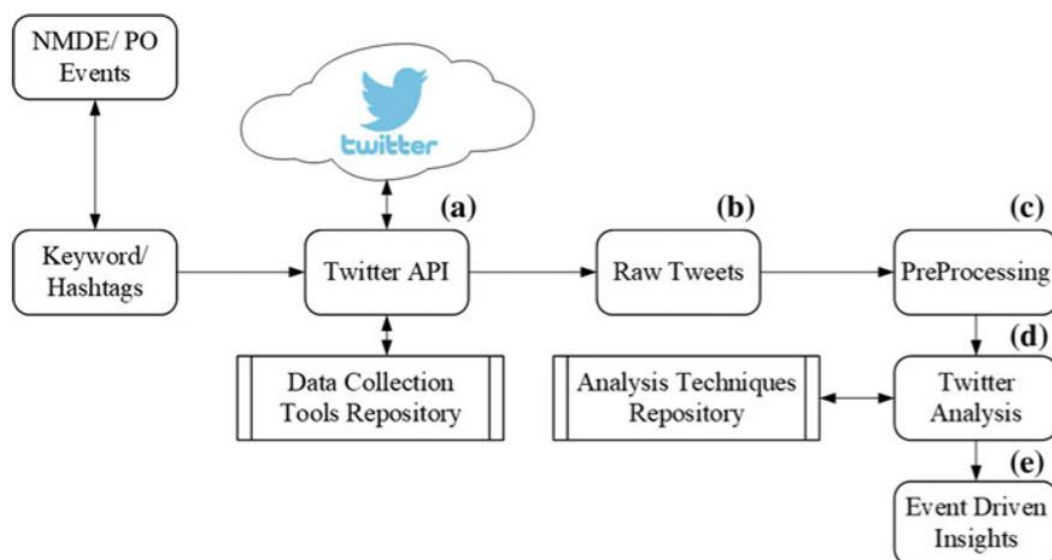 NMDE/ PO
Events
twitter
(a)
(b)
(c)
Keyword/
Hashtags
Twitter API
Raw Tweets
PreProcessing
(d)
Data Collection
Tools Repository
Analysis Techniques
Repository
Twitter
Analysis
(e)
Event Driven
Insights